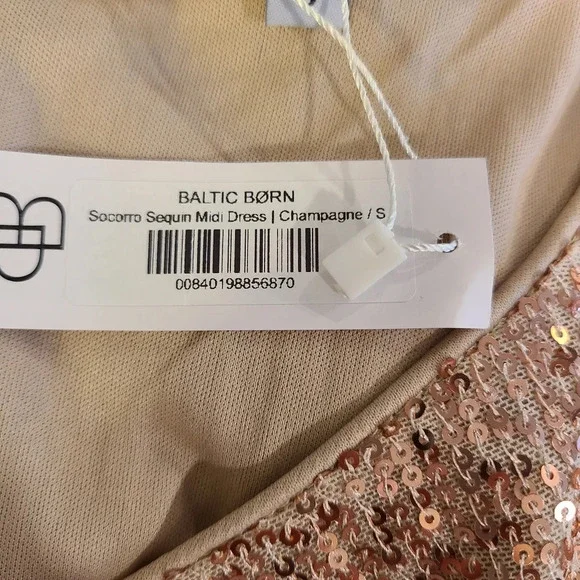 BALTIC BØRN
Socorro Sequin Midi Dress | Champagne / S
00840198856870